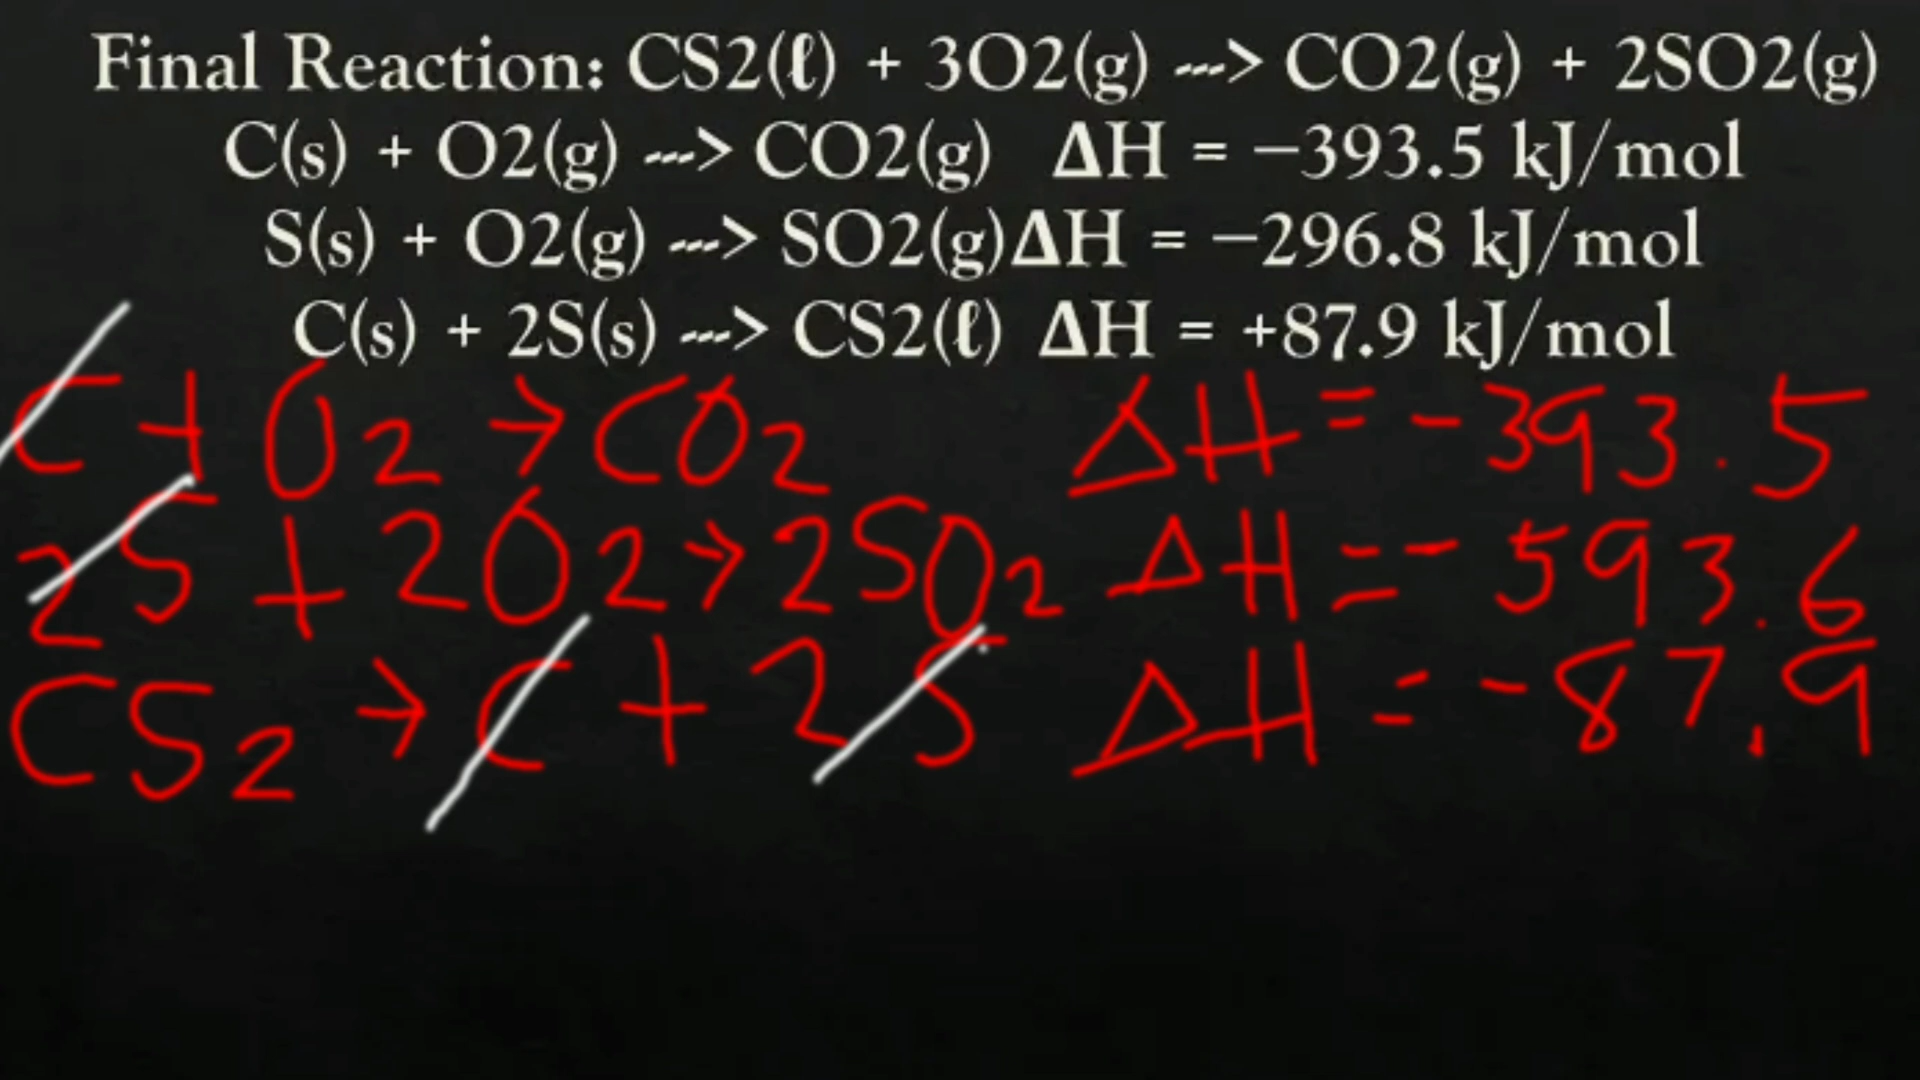 Final Reaction: CS2(ℓ) + 3O2(g) ---> CO2(g) + 2SO2(g)
C(s) + O2(g) ---> CO2(g) ΔH = −393.5 kJ/mol
S(s) + O2(g) ---> SO2(g)ΔH = −296.8 kJ/mol
C(s) + 2S(s) ---> CS2(ℓ) ΔH = +87.9 kJ/mol
C + O2 → CO2 ΔH = -393.5
2S + 2O2 → 2SO2 ΔH = -593.6
CS2 → C + 2S ΔH = -87.9